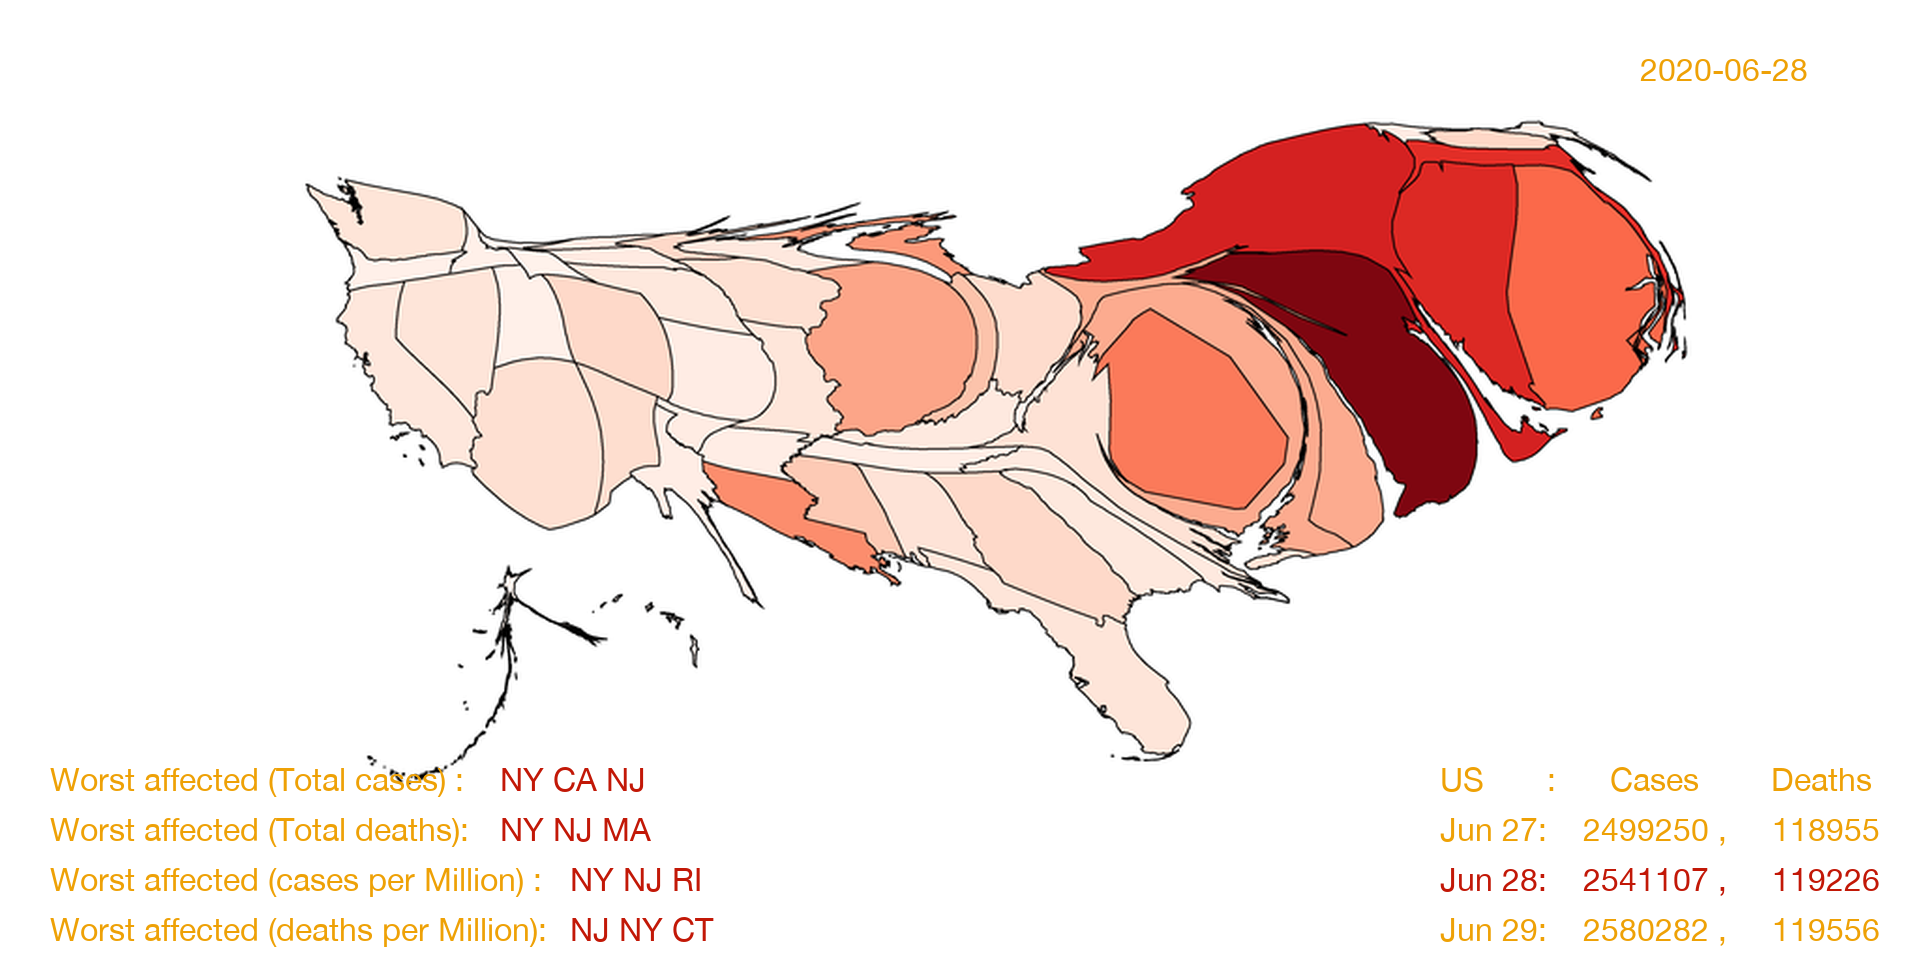 2020-06-28
Worst affected (Total cases) : NY CA NJ
Worst affected (Total deaths): NY NJ MA
Worst affected (cases per Million) : NY NJ RI
Worst affected (deaths per Million): NJ NY CT
US : Cases Deaths
Jun 27: 2499250 , 118955
Jun 28: 2541107 , 119226
Jun 29: 2580282 , 119556